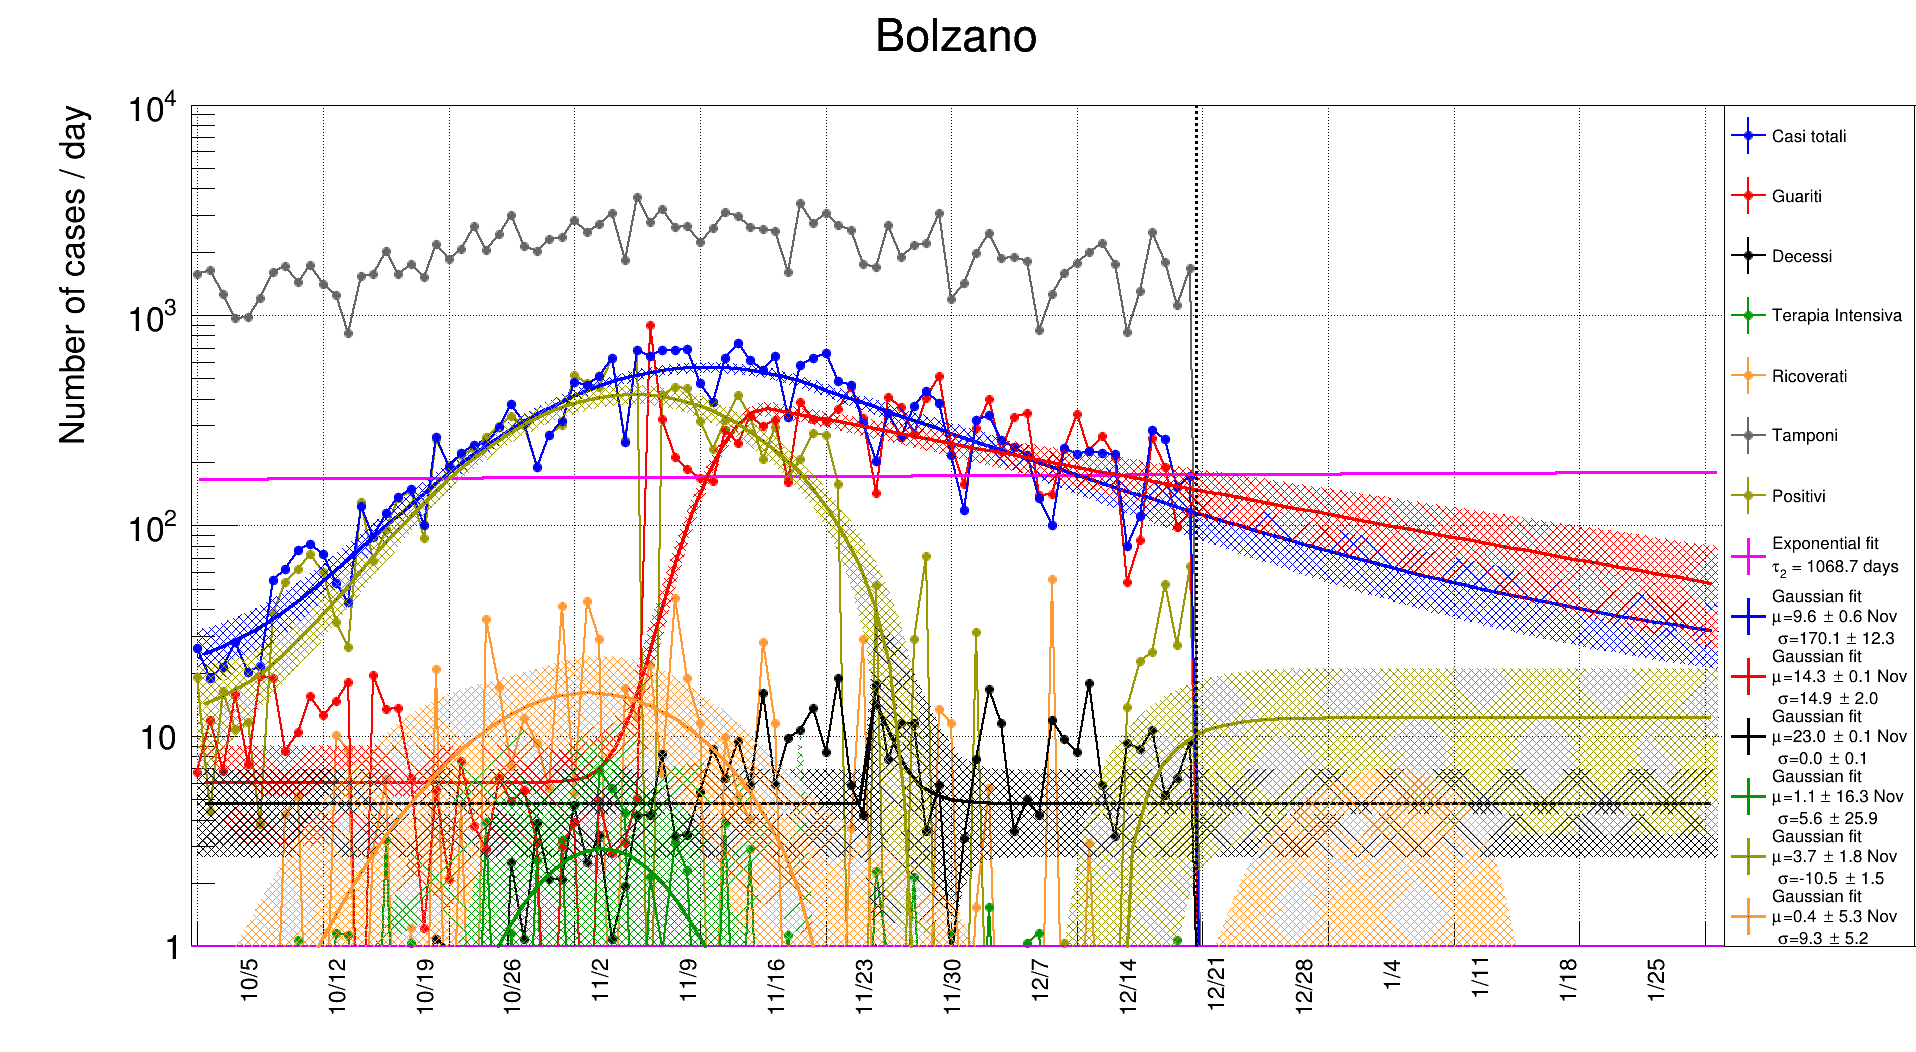 Bolzano
Number of cases / day
10⁴
10³
10²
10
1
10/5
10/12
10/19
10/26
11/2
11/9
11/16
11/23
11/30
12/7
12/14
12/21
12/28
1/4
1/11
1/18
1/25
Casi totali
Guariti
Decessi
Terapia Intensiva
Ricoverati
Tamponi
Positivi
Exponential fit
τ₂ = 1068.7 days
Gaussian fit
μ=9.6 ± 0.6 Nov
σ=170.1 ± 12.3
Gaussian fit
μ=14.3 ± 0.1 Nov
σ=14.9 ± 2.0
Gaussian fit
μ=23.0 ± 0.1 Nov
σ=0.0 ± 0.1
Gaussian fit
μ=1.1 ± 16.3 Nov
σ=5.6 ± 25.9
Gaussian fit
μ=3.7 ± 1.8 Nov
σ=-10.5 ± 1.5
Gaussian fit
μ=0.4 ± 5.3 Nov
σ=9.3 ± 5.2